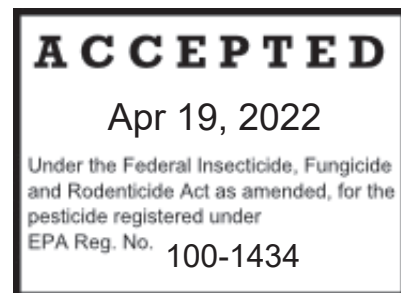 ACCEPTED
Apr 19, 2022
Under the Federal Insecticide, Fungicide
and Rodenticide Act as amended, for the
pesticide registered under
EPA Reg. No. 100-1434